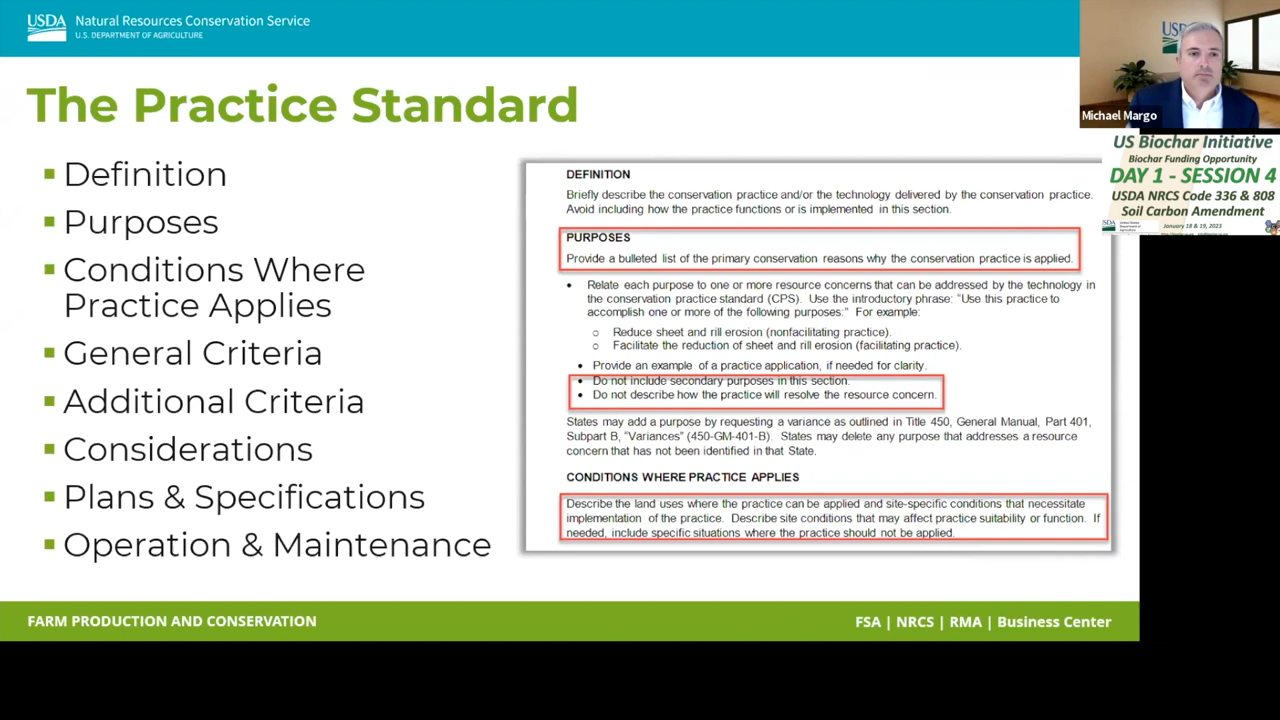 USDA Natural Resources Conservation Service
U.S. DEPARTMENT OF AGRICULTURE
The Practice Standard
Definition
Purposes
Conditions Where
Practice Applies
General Criteria
Additional Criteria
Considerations
Plans & Specifications
Operation & Maintenance
DEFINITION
Briefly describe the conservation practice and/or the technology delivered by the conservation practice.
Avoid including how the practice functions or is implemented in this section.
PURPOSES
Provide a bulleted list of the primary conservation reasons why the conservation practice is applied.
• Relate each purpose to one or more resource concerns that can be addressed by the technology in
the conservation practice standard (CPS). Use the introductory phrase: "Use this practice to
accomplish one or more of the following purposes:" For example:
o Reduce sheet and rill erosion (nonfacilitating practice).
o Facilitate the reduction of sheet and rill erosion (facilitating practice).
• Provide an example of a practice application, if needed for clarity.
• Do not include secondary purposes in this section.
• Do not describe how the practice will resolve the resource concern.
States may add a purpose by requesting a variance as outlined in Title 450, General Manual, Part 401,
Subpart B, "Variances" (450-GM-401-B). States may delete any purpose that addresses a resource
concern that has not been identified in that State.
CONDITIONS WHERE PRACTICE APPLIES
Describe the land uses where the practice can be applied and site-specific conditions that necessitate
implementation of the practice. Describe site conditions that may affect practice suitability or function. If
needed, include specific situations where the practice should not be applied.
FARM PRODUCTION AND CONSERVATION
FSA | NRCS | RMA | Business Center
Michael Margo
US Biochar Initiative
Biochar Funding Opportunity
DAY 1 - SESSION 4
USDA NRCS Code 336 & 808
Soil Carbon Amendment
January 18 & 19, 2023